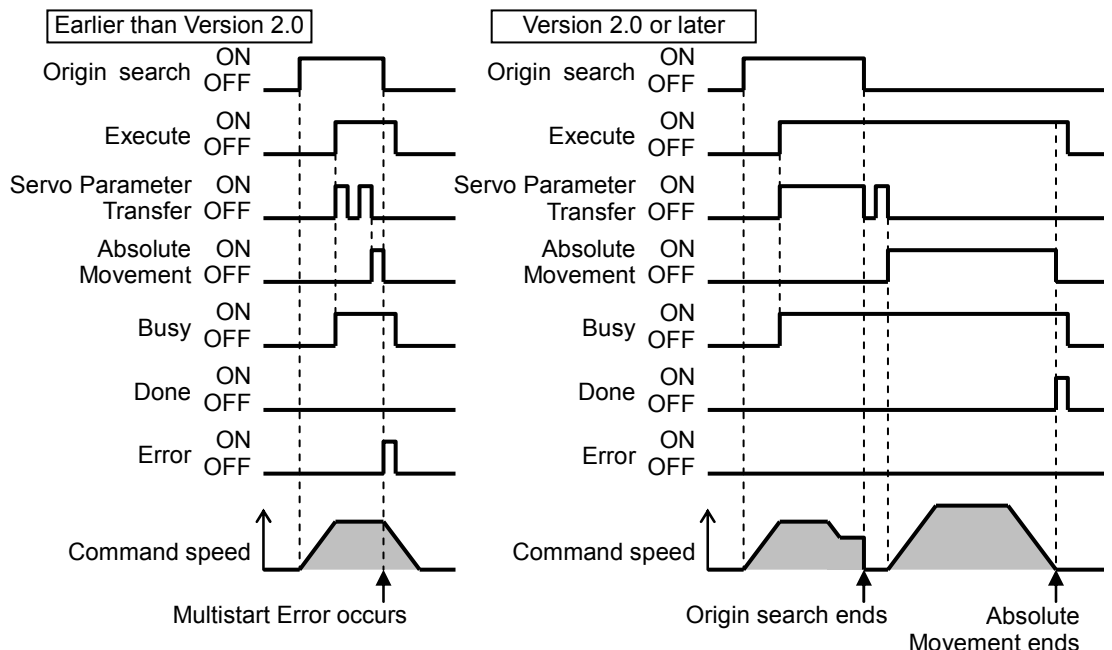 Earlier than Version 2.0
Origin search ON
OFF
Execute ON
OFF
Servo Parameter ON
Transfer OFF
Absolute ON
Movement OFF
Busy ON
OFF
Done ON
OFF
Error ON
OFF
Command speed
Multistart Error occurs
Version 2.0 or later
Origin search ON
OFF
Execute ON
OFF
Servo Parameter ON
Transfer OFF
Absolute ON
Movement OFF
Busy ON
OFF
Done ON
OFF
Error ON
OFF
Command speed
Origin search ends
Absolute
Movement ends